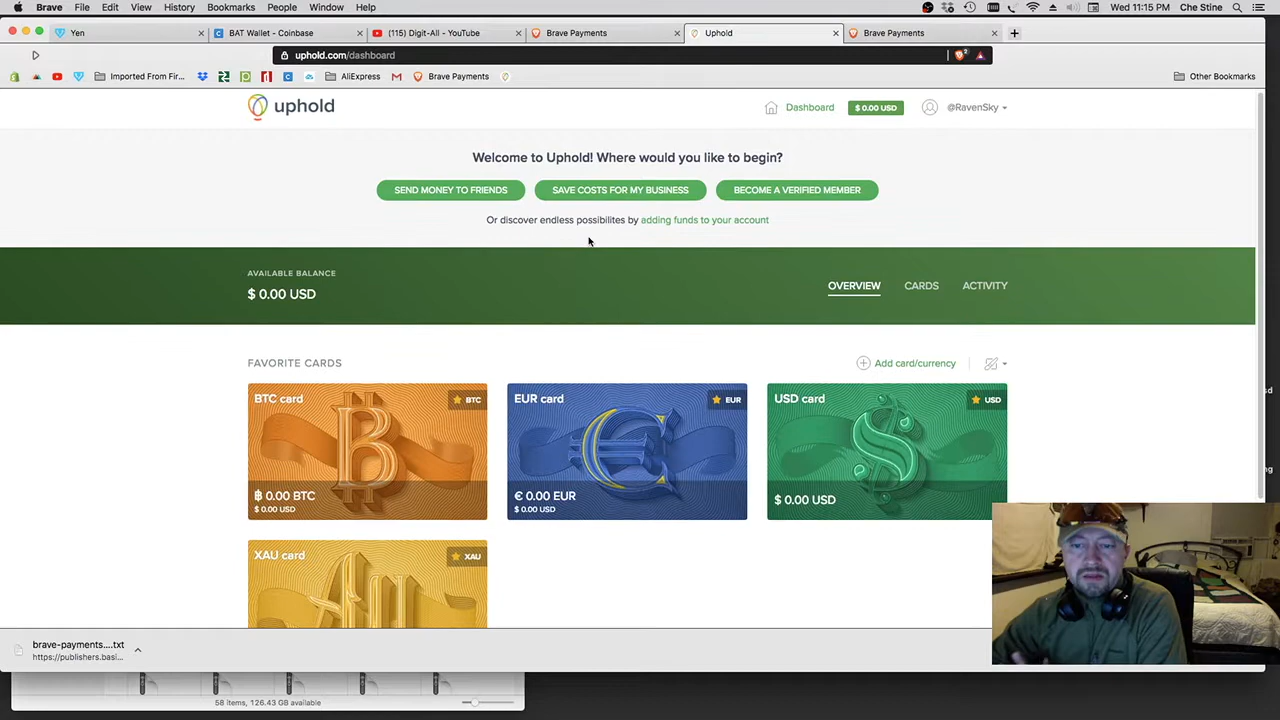 Brave File Edit View History Bookmarks People Window Help Wed 11:15 PM Che Stine
Yen BAT Wallet - Coinbase (115) Digit-All - YouTube Brave Payments Uphold Brave Payments
uphold.com/dashboard 2
Imported From Fir... AliExpress Brave Payments Other Bookmarks
uphold Dashboard $ 0.00 USD @RavenSky
Welcome to Uphold! Where would you like to begin?
SEND MONEY TO FRIENDS SAVE COSTS FOR MY BUSINESS BECOME A VERIFIED MEMBER
Or discover endless possibilites by adding funds to your account
AVAILABLE BALANCE
$ 0.00 USD OVERVIEW CARDS ACTIVITY
FAVORITE CARDS Add card/currency
BTC card BTC EUR card EUR USD card USD
฿ 0.00 BTC € 0.00 EUR $ 0.00 USD
$ 0.00 USD $ 0.00 USD
XAU card XAU
brave-payments....txt
https://publishers.basi...
58 items, 126.43 GB available